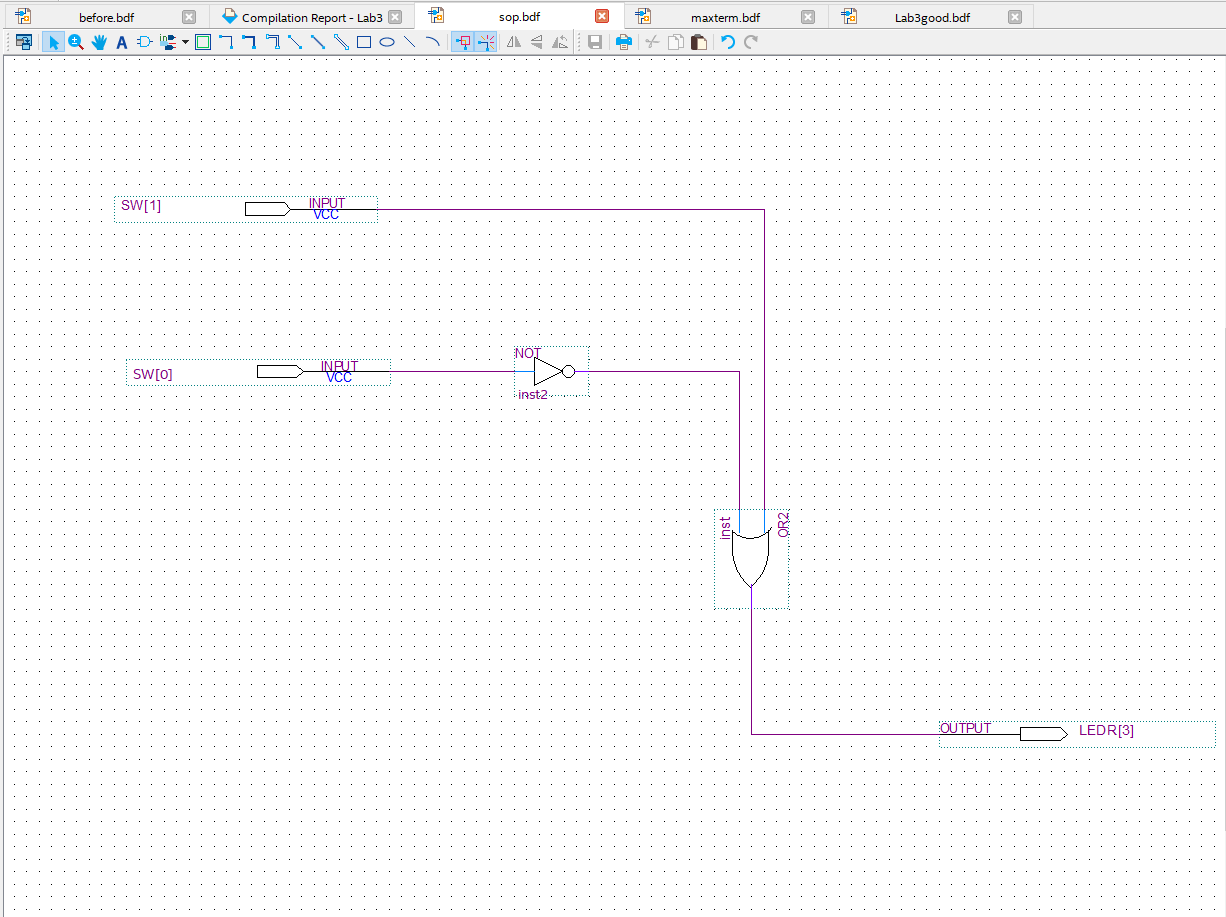 before.bdf
Compilation Report - Lab3
sop.bdf
maxterm.bdf
Lab3good.bdf
A
SW[1]
INPUT
VCC
SW[0]
INPUT
VCC
NOT
inst2
inst
OR2
OUTPUT
LEDR[3]